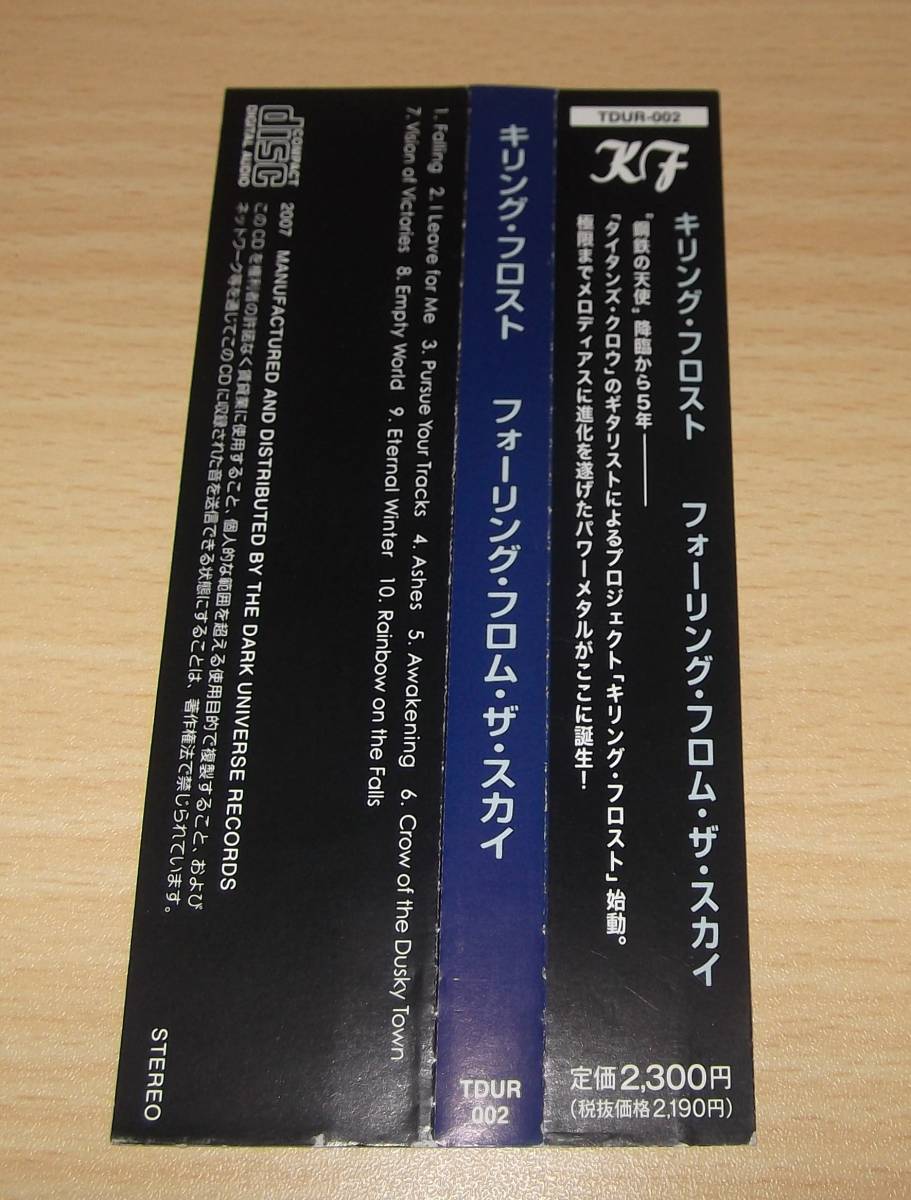 TDUR-002
KF
キリング・フロスト フォーリング・フロム・ザ・スカイ
"鋼鉄の天使"降臨から5年———
「タイタンズ・クロウ」のギタリストによるプロジェクト「キリング・フロスト」始動。
極限までメロディアスに進化を遂げたパワーメタルがここに誕生！
定価2,300円
(税抜価格2,190円)
キリング・フロスト フォーリング・フロム・ザ・スカイ
TDUR
002
1. Falling 2. I Leave for Me 3. Pursue Your Tracks 4. Ashes 5. Awakening 6. Crow of the Dusky Town
7. Vision of Victories 8. Empty World 9. Eternal Winter 10. Rainbow on the Falls
COMPACT
disc
DIGITAL AUDIO
2007 MANUFACTURED AND DISTRIBUTED BY THE DARK UNIVERSE RECORDS
このCDを権利者の許諾なく賃貸業に使用すること、個人的な範囲を超える使用目的で複製すること、および
ネットワーク等を通じてこのCDに収録された音を送信できる状態にすることは、著作権法で禁じられています。
STEREO